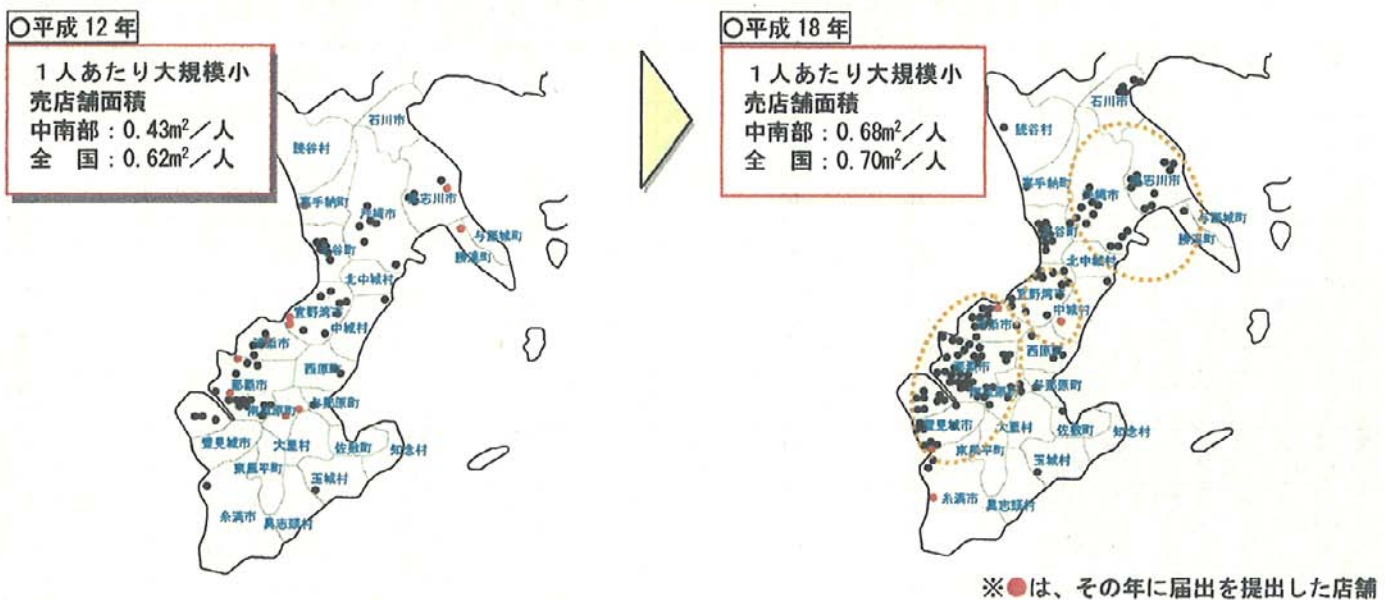 ○平成12年
1人あたり大規模小
売店舗面積
中南部：0.43m²／人
全　国：0.62m²／人
石川市
読谷村
嘉手納町
沖縄市
具志川市
与那城町
勝連町
北谷町
北中城村
宜野湾市
中城村
浦添市
西原町
那覇市
南風原町
与那原町
豊見城市
大里村
佐敷町
知念村
東風平町
玉城村
糸満市
具志頭村
○平成18年
1人あたり大規模小
売店舗面積
中南部：0.68m²／人
全　国：0.70m²／人
石川市
読谷村
嘉手納町
沖縄市
具志川市
与那城町
勝連町
北谷町
北中城村
宜野湾市
中城村
浦添市
西原町
那覇市
南風原町
与那原町
豊見城市
大里村
佐敷町
知念村
東風平町
玉城村
糸満市
具志頭村
※●は、その年に届出を提出した店舗